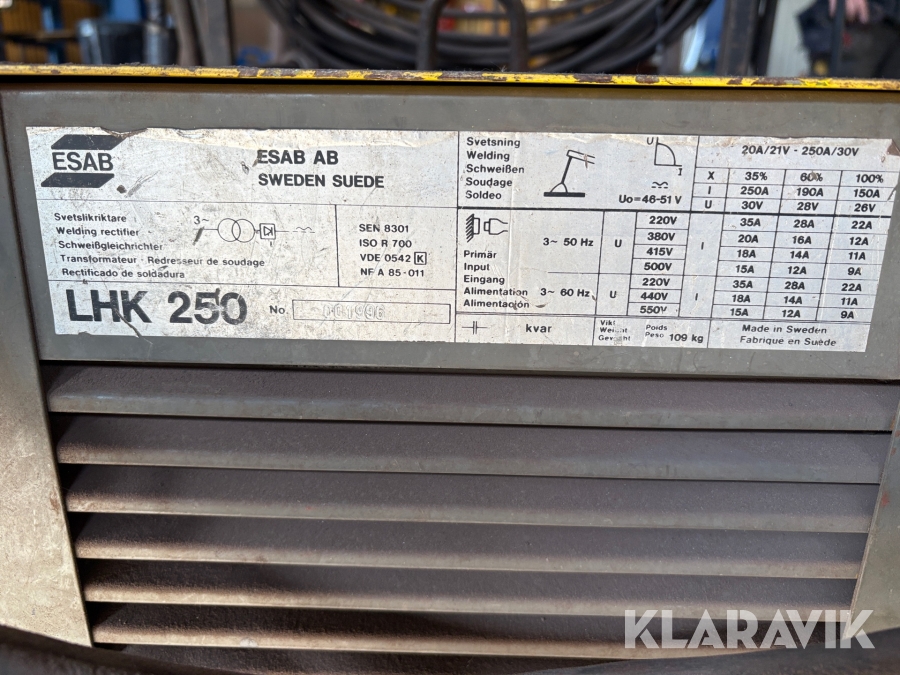 ESAB
ESAB AB
SWEDEN SUEDE
Svetslikriktare
Welding rectifier
Schweißgleichrichter
Transformateur - Redresseur de soudage
Rectificado de soldadura
3~
SEN 8301
ISO R 700
VDE 0542 K
NF A 85-011
LHK 250 No.
Svetsning
Welding
Schweißen
Soudage
Soldeo
U
I
Uo=46-51 V
20A/21V - 250A/30V
X 35% 60% 100%
I 250A 190A 150A
U 30V 28V 26V
Primär
Input
Eingang
Alimentation
Alimentación
3~ 50 Hz U I
220V 35A 28A 22A
380V 20A 16A 12A
415V 18A 14A 11A
500V 15A 12A 9A
3~ 60 Hz U I
220V 35A 28A 22A
440V 18A 14A 11A
550V 15A 12A 9A
kvar
Vikt Poids
Weight Peso 109 kg
Gewicht
Made in Sweden
Fabrique en Suède
KLARAVIK